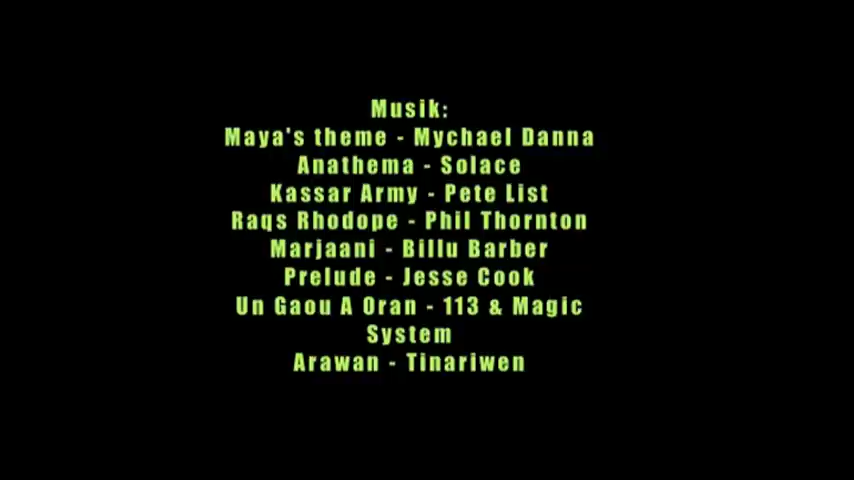 Musik:
Maya's theme - Mychael Danna
Anathema - Solace
Kassar Army - Pete List
Raqs Rhodope - Phil Thornton
Marjaani - Billu Barber
Prelude - Jesse Cook
Un Gaou A Oran - 113 & Magic
System
Arawan - Tinariwen